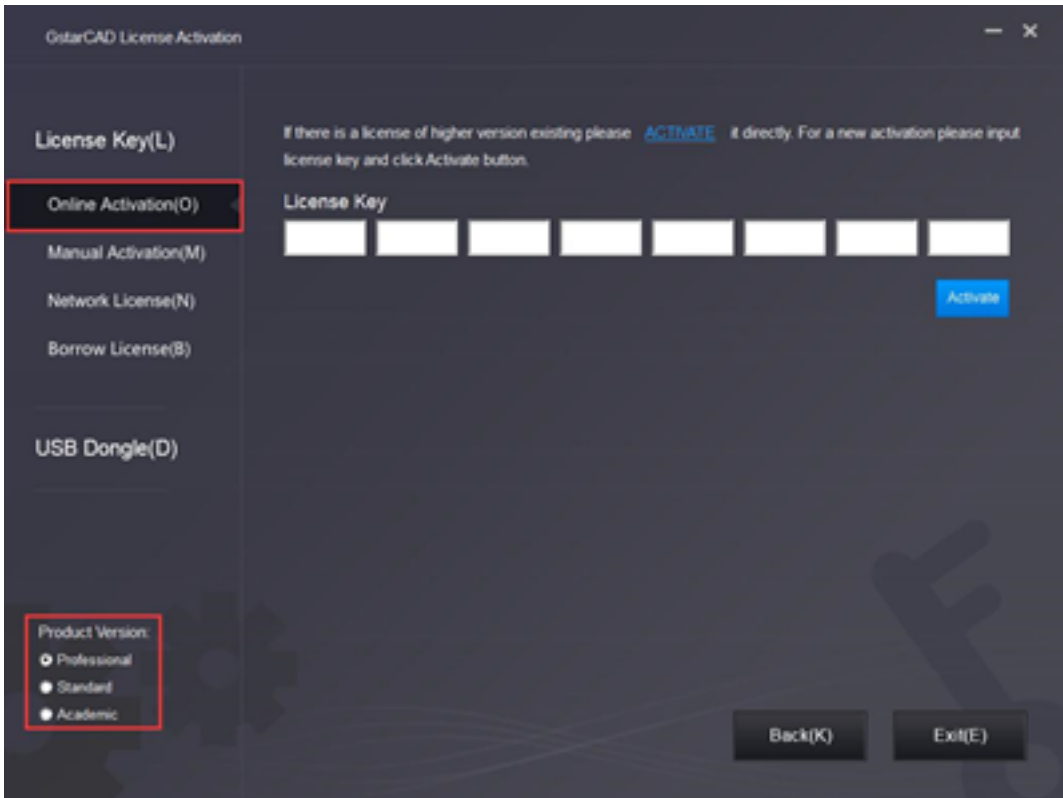 GstarCAD License Activation
License Key(L)
Online Activation(O)
Manual Activation(M)
Network License(N)
Borrow License(B)
USB Dongle(D)
Product Version:
Professional
Standard
Academic
If there is a license of higher version existing please ACTIVATE it directly. For a new activation please input
license key and click Activate button.
License Key
Activate
Back(K)
Exit(E)